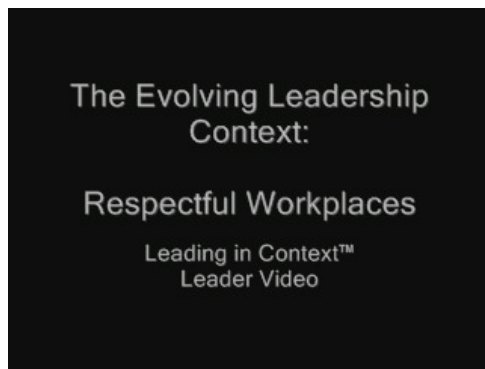 The Evolving Leadership
Context:
Respectful Workplaces
Leading in Context™
Leader Video